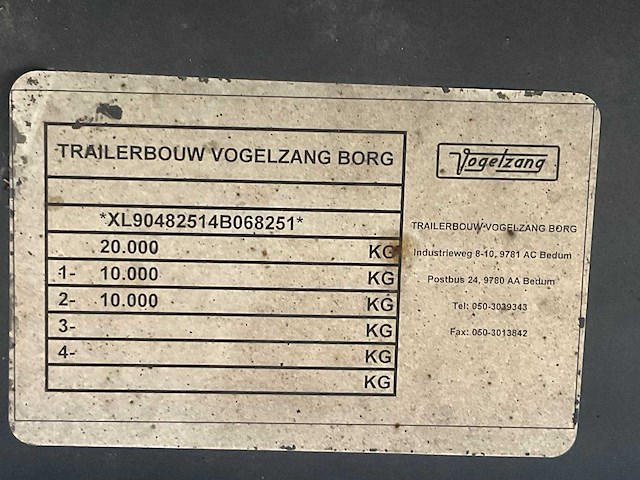 TRAILERBOUW VOGELZANG BORG
*XL90482514B068251*
20.000 KG
1- 10.000 KG
2- 10.000 KG
3- KG
4- KG
KG
Vogelzang
TRAILERBOUW VOGELZANG BORG
Industrieweg 8-10, 9781 AC Bedum
Postbus 24, 9780 AA Bedum
Tel: 050-3039343
Fax: 050-3013842